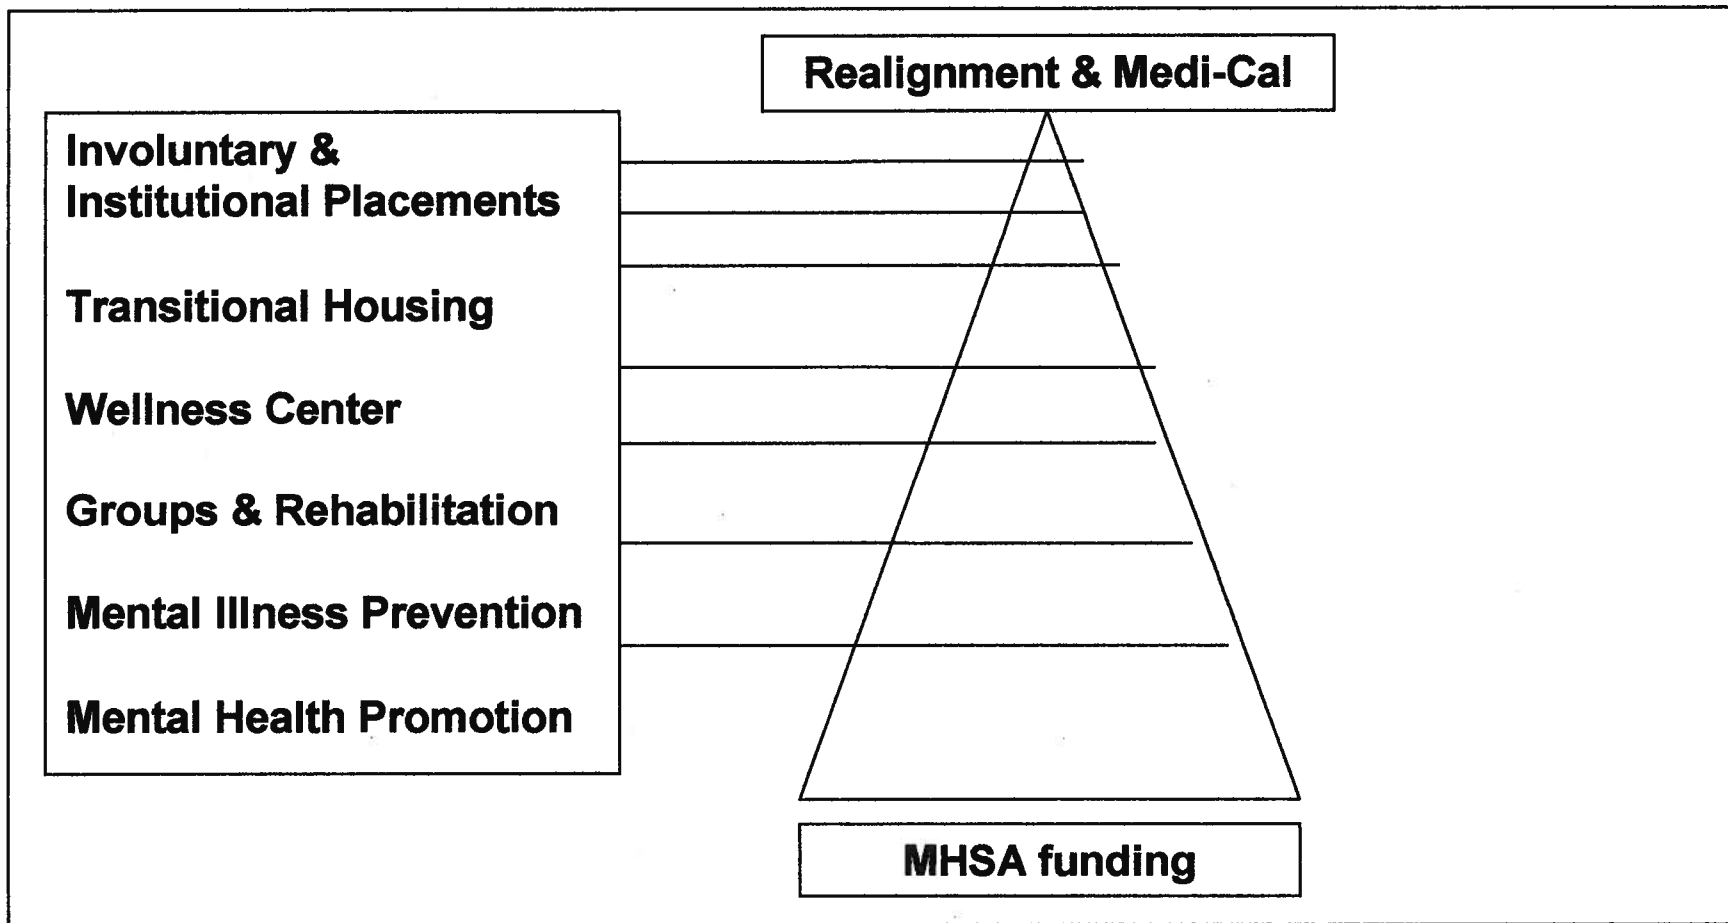 Realignment & Medi-Cal
Involuntary &
Institutional Placements
Transitional Housing
Wellness Center
Groups & Rehabilitation
Mental Illness Prevention
Mental Health Promotion
MHSA funding